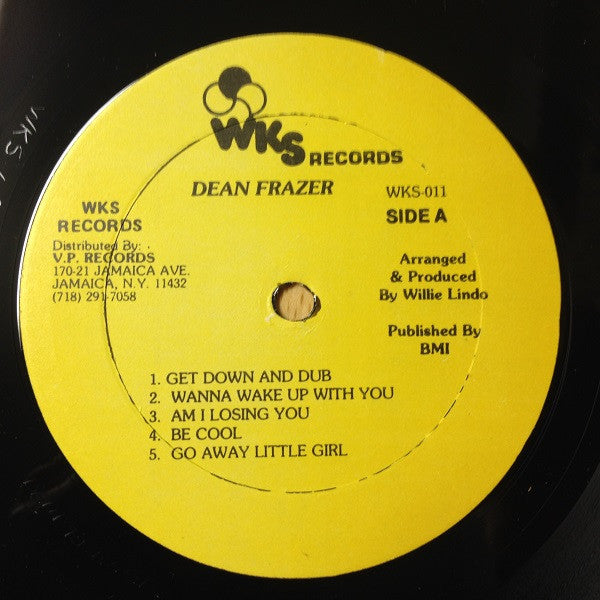 WKS RECORDS
DEAN FRAZER
WKS-011
SIDE A
WKS
RECORDS
Distributed By:
V.P. RECORDS
170-21 JAMAICA AVE.
JAMAICA, N.Y. 11432
(718) 291-7058
Arranged
& Produced
By Willie Lindo
Published By
BMI
1. GET DOWN AND DUB
2. WANNA WAKE UP WITH YOU
3. AM I LOSING YOU
4. BE COOL
5. GO AWAY LITTLE GIRL
WKS